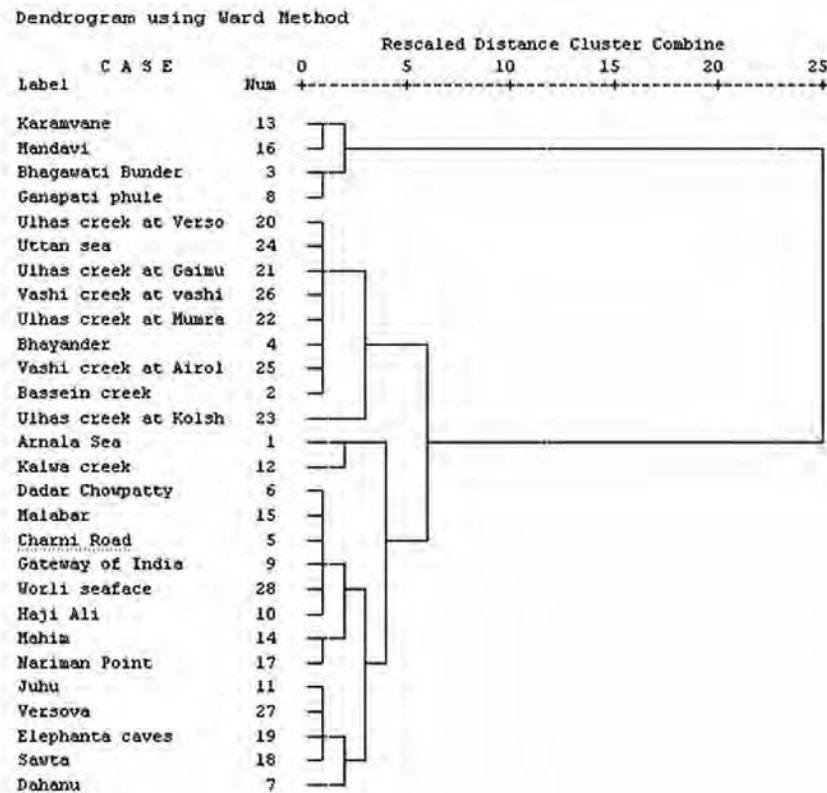 Dendrogram using Ward Method
Rescaled Distance Cluster Combine
C A S E 0 5 10 15 20 25
Label Num
Karamvane 13
Mandavi 16
Bhagawati Bunder 3
Ganapati phule 8
Ulhas creek at Verso 20
Uttan sea 24
Ulhas creek at Gaimu 21
Vashi creek at vashi 26
Ulhas creek at Mumra 22
Bhayander 4
Vashi creek at Airol 25
Bassein creek 2
Ulhas creek at Kolsh 23
Arnala Sea 1
Kalwa creek 12
Dadar Chowpatty 6
Malabar 15
Charni Road 5
Gateway of India 9
Worli seaface 28
Haji Ali 10
Mahim 14
Nariman Point 17
Juhu 11
Versova 27
Elephanta caves 19
Sawta 18
Dahanu 7